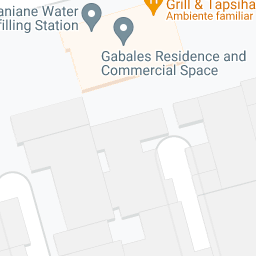 aniane Water
filling Station
Grill & Tapsiha
Ambiente familiar
Gabales Residence and
Commercial Space